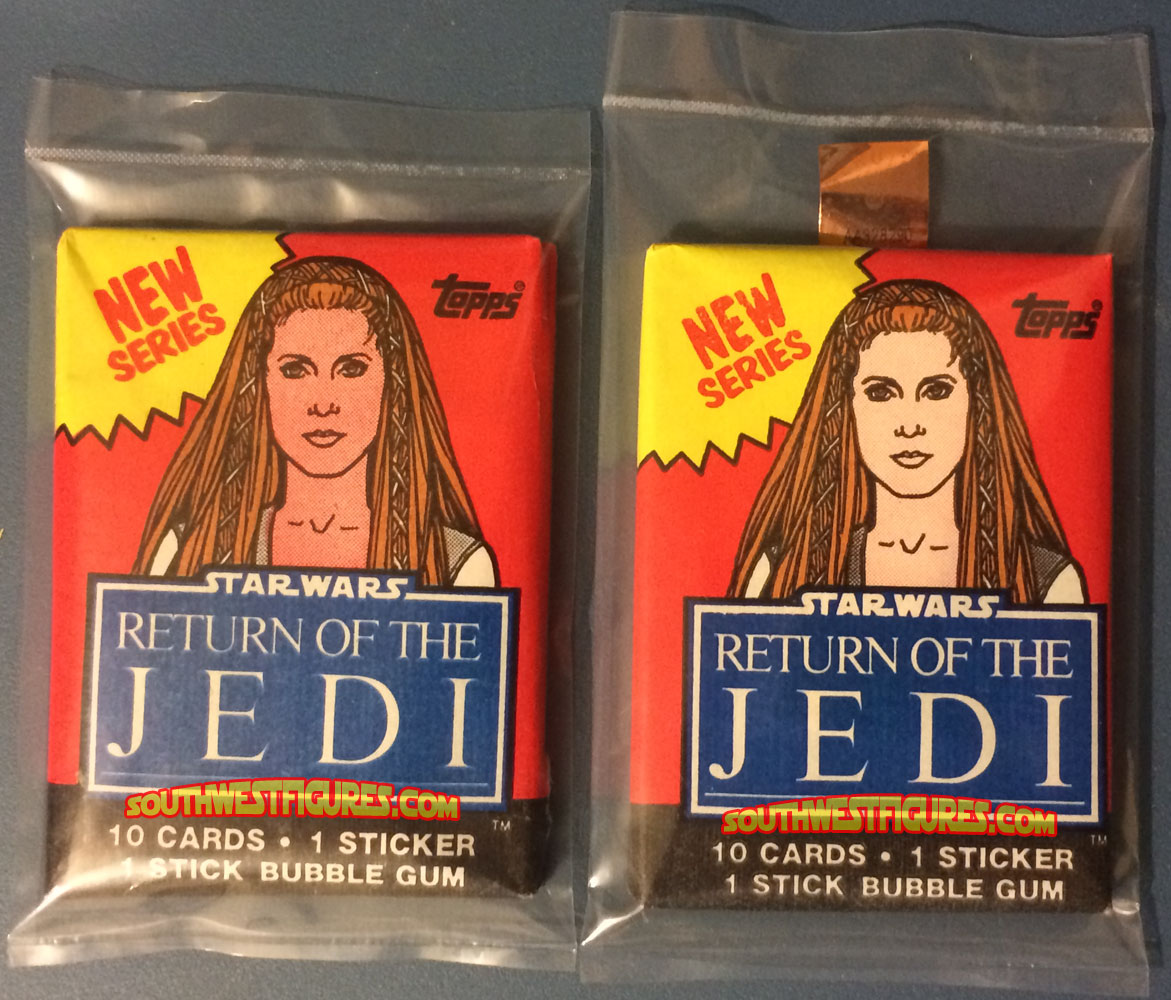 NEW
SERIES
topps®
STAR WARS
RETURN OF THE
JEDI
SOUTHWESTFIGURES.COM
TM
10 CARDS • 1 STICKER
1 STICK BUBBLE GUM
NEW
SERIES
topps®
STAR WARS
RETURN OF THE
JEDI
SOUTHWESTFIGURES.COM
TM
10 CARDS • 1 STICKER
1 STICK BUBBLE GUM